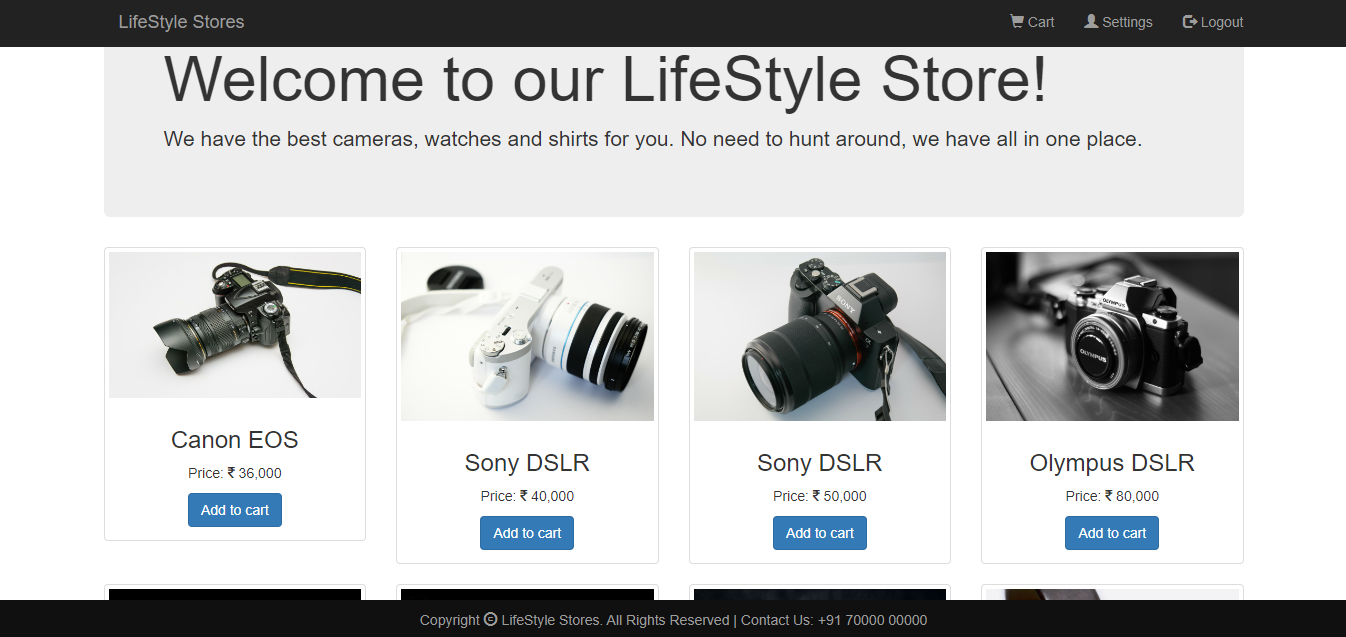 LifeStyle Stores
Cart Settings Logout
Welcome to our LifeStyle Store!
We have the best cameras, watches and shirts for you. No need to hunt around, we have all in one place.
SONY
OLYMPUS
OLYMPUS
Canon EOS
Price: ₹ 36,000
Add to cart
Sony DSLR
Price: ₹ 40,000
Add to cart
Sony DSLR
Price: ₹ 50,000
Add to cart
Olympus DSLR
Price: ₹ 80,000
Add to cart
Copyright © LifeStyle Stores. All Rights Reserved | Contact Us: +91 70000 00000